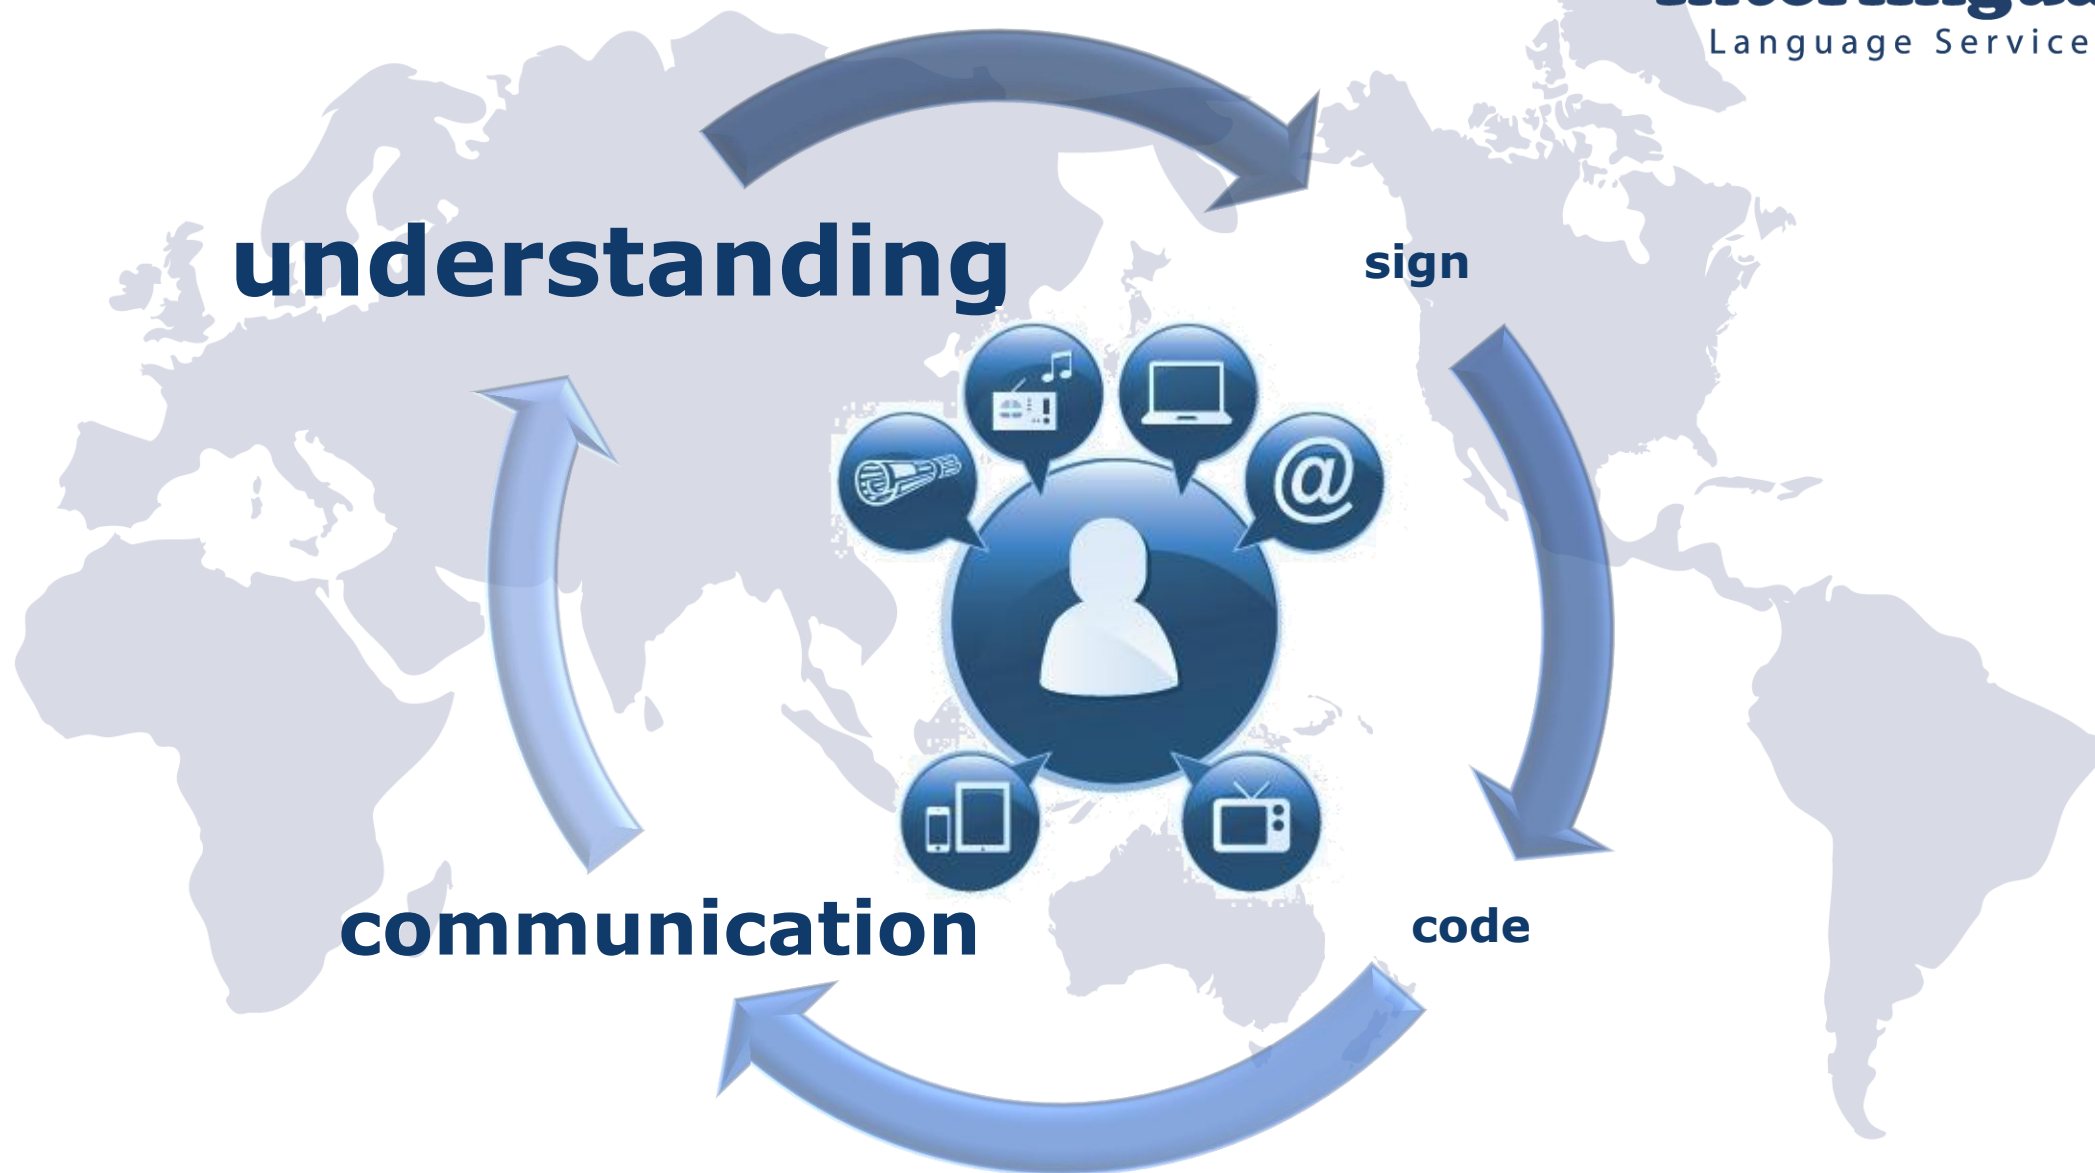 Language Service
understanding
sign
@
communication
code